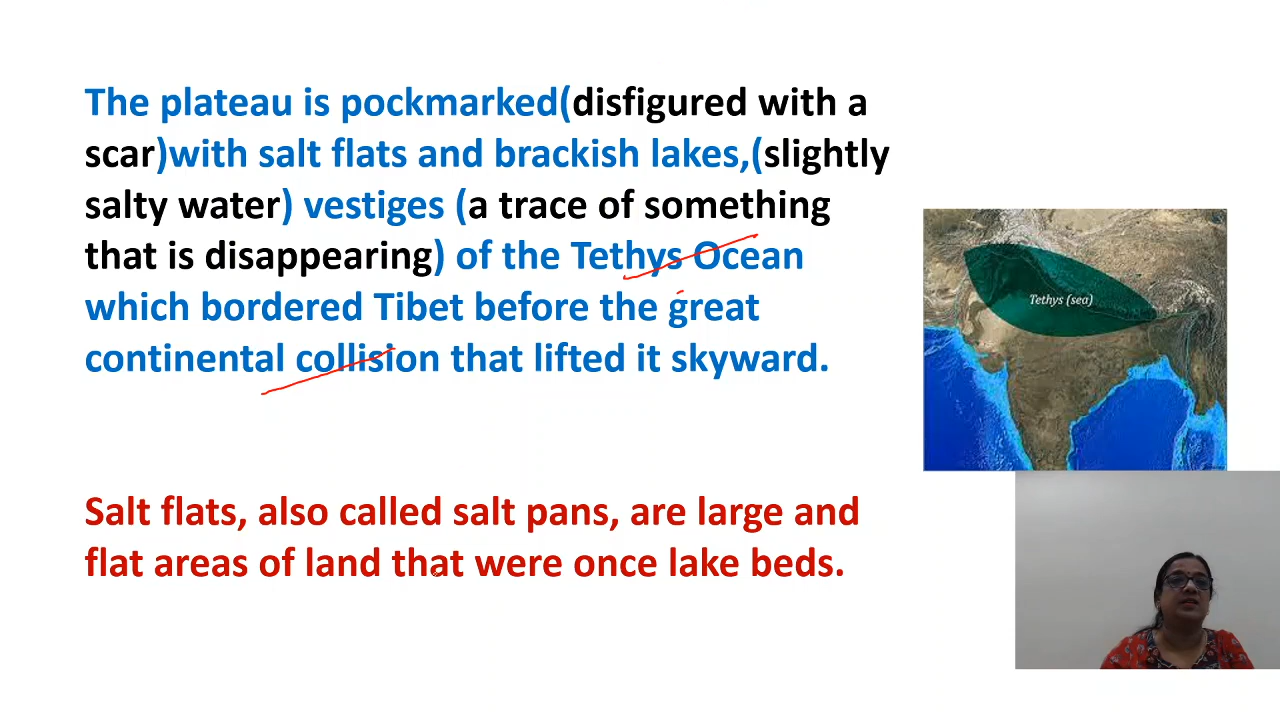 The plateau is pockmarked(disfigured with a
scar)with salt flats and brackish lakes,(slightly
salty water) vestiges (a trace of something
that is disappearing) of the Tethys Ocean
which bordered Tibet before the great
continental collision that lifted it skyward.
Tethys (sea)
Salt flats, also called salt pans, are large and
flat areas of land that were once lake beds.